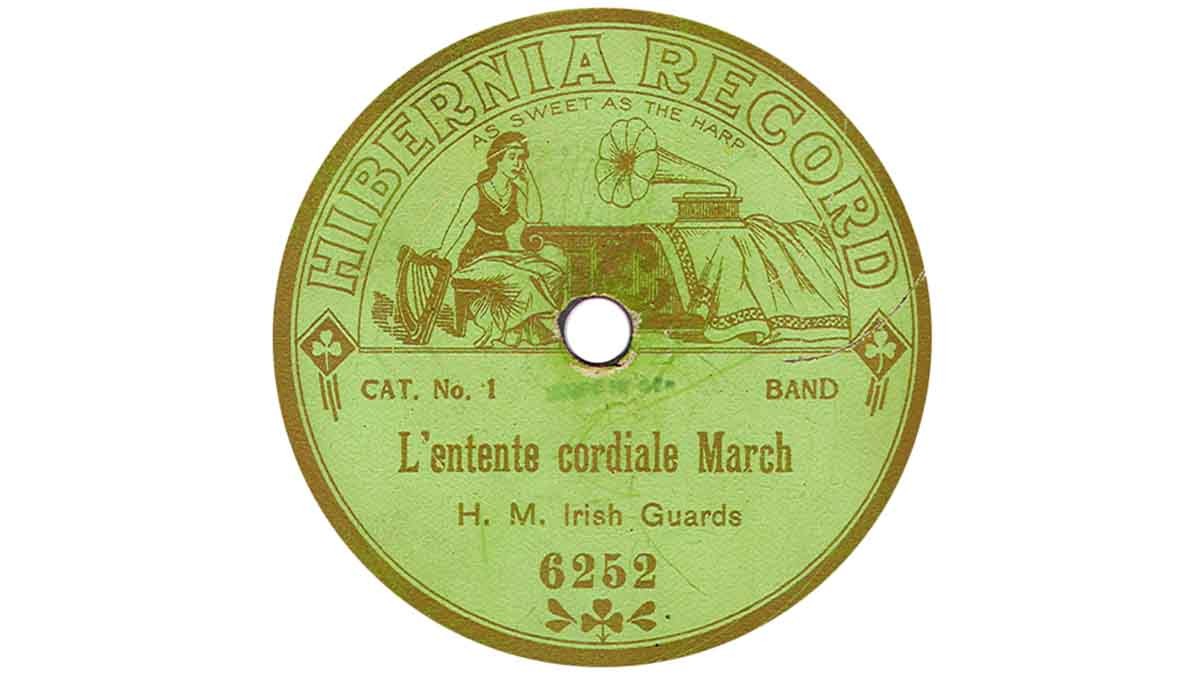 HIBERNIA RECORD
AS SWEET AS THE HARP
CAT. No. 1
BAND
L'entente cordiale March
H. M. Irish Guards
6252